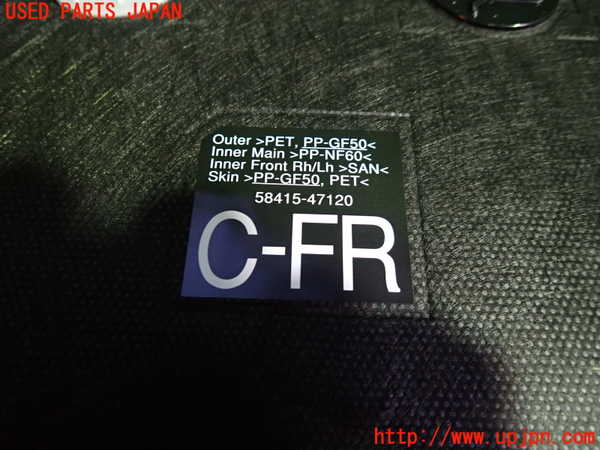 USED PARTS JAPAN
Outer >PET, PP-GF50<
Inner Main >PP-NF60<
Inner Front Rh/Lh >SAN<
Skin >PP-GF50, PET<
58415-47120
C-FR
http://www.upjpn.com